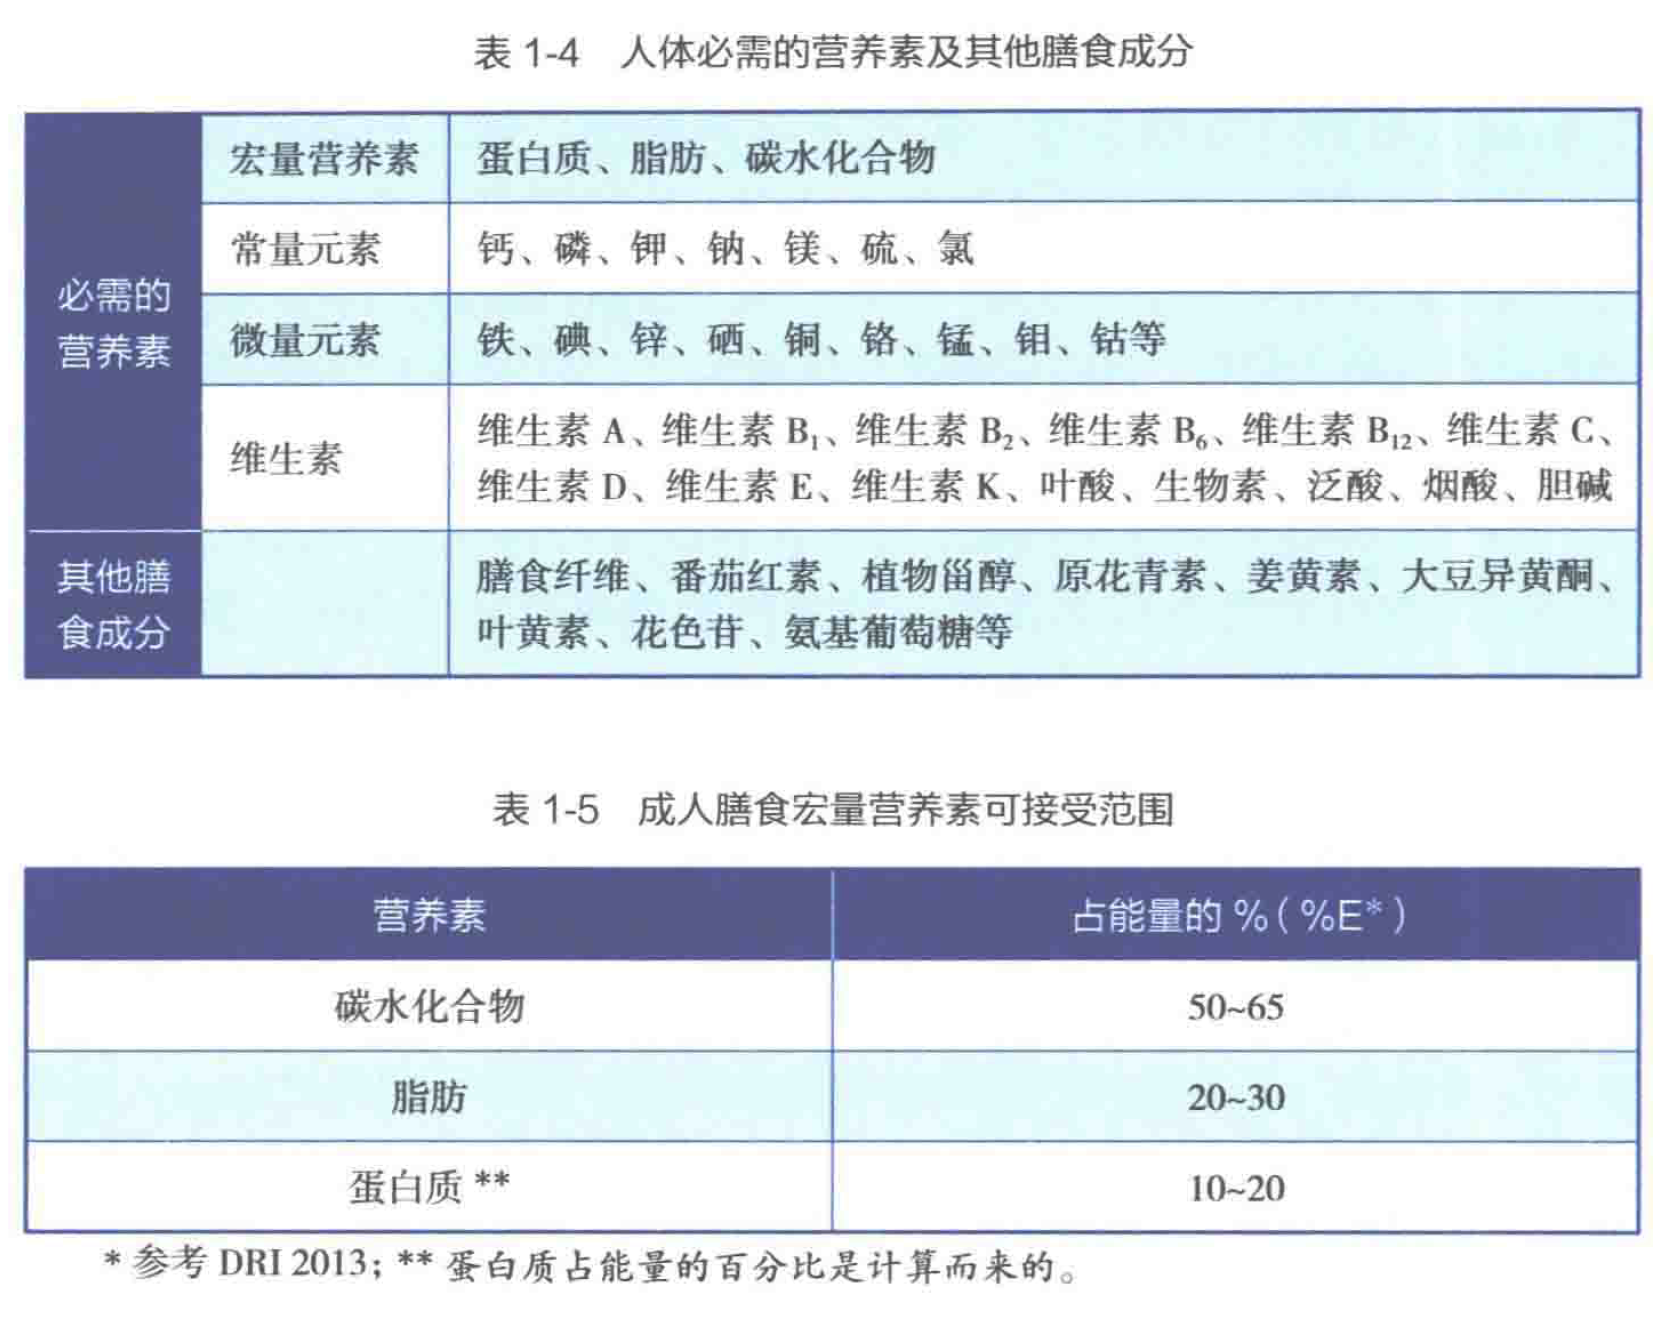 表 1-4 人体必需的营养素及其他膳食成分
必需的
营养素
宏量营养素 蛋白质、脂肪、碳水化合物
常量元素 钙、磷、钾、钠、镁、硫、氯
微量元素 铁、碘、锌、硒、铜、铬、锰、钼、钴等
维生素 维生素 A、维生素 B₁、维生素 B₂、维生素 B₆、维生素 B₁₂、维生素 C、
维生素 D、维生素 E、维生素 K、叶酸、生物素、泛酸、烟酸、胆碱
其他膳
食成分
膳食纤维、番茄红素、植物甾醇、原花青素、姜黄素、大豆异黄酮、
叶黄素、花色苷、氨基葡萄糖等
表 1-5 成人膳食宏量营养素可接受范围
营养素 占能量的 %（%E*）
碳水化合物 50~65
脂肪 20~30
蛋白质 ** 10~20
* 参考 DRI 2013; ** 蛋白质占能量的百分比是计算而来的。